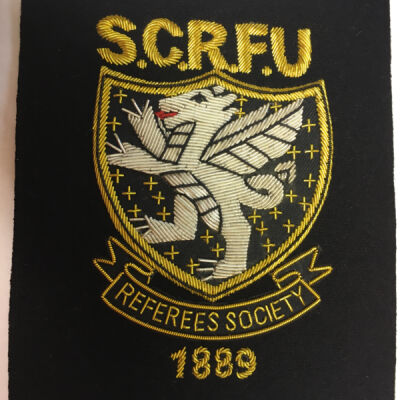 S.C.R.F.U
REFEREES SOCIETY
1889